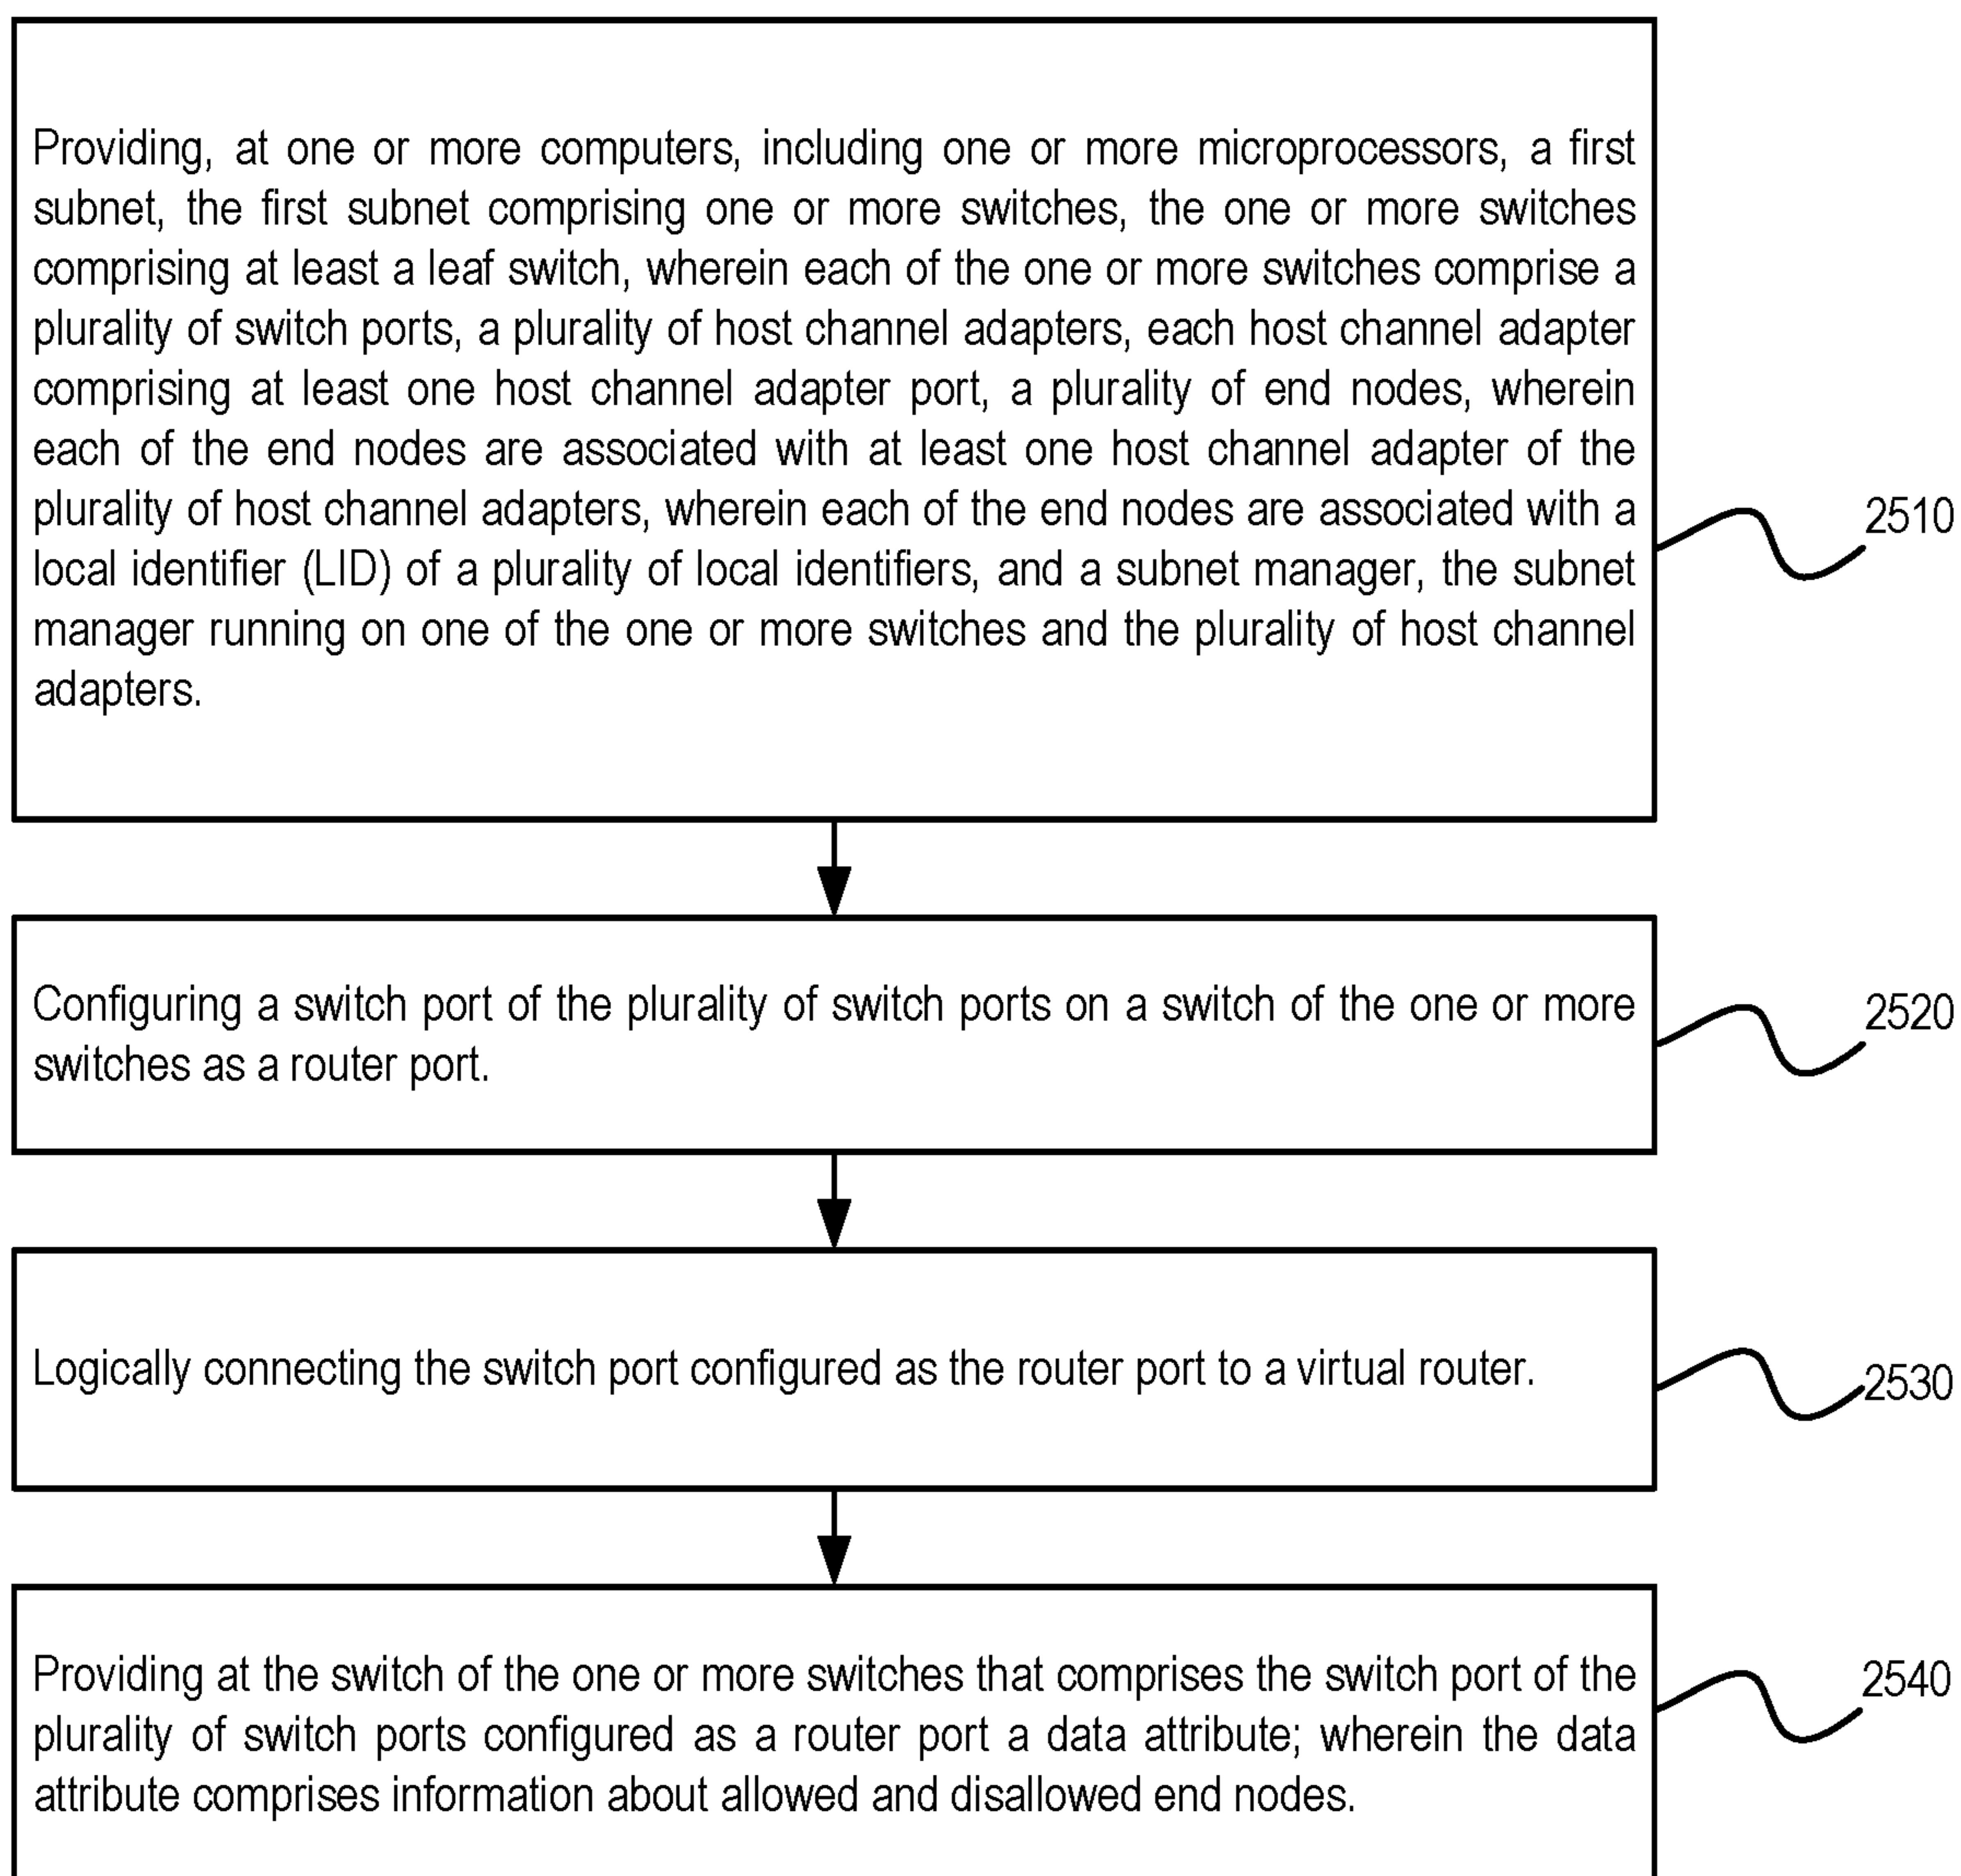 Providing, at one or more computers, including one or more microprocessors, a first
subnet, the first subnet comprising one or more switches, the one or more switches
comprising at least a leaf switch, wherein each of the one or more switches comprise a
plurality of switch ports, a plurality of host channel adapters, each host channel adapter
comprising at least one host channel adapter port, a plurality of end nodes, wherein
each of the end nodes are associated with at least one host channel adapter of the
plurality of host channel adapters, wherein each of the end nodes are associated with a
local identifier (LID) of a plurality of local identifiers, and a subnet manager, the subnet
manager running on one of the one or more switches and the plurality of host channel
adapters.
2510
Configuring a switch port of the plurality of switch ports on a switch of the one or more
switches as a router port.
2520
Logically connecting the switch port configured as the router port to a virtual router.
2530
Providing at the switch of the one or more switches that comprises the switch port of the
plurality of switch ports configured as a router port a data attribute; wherein the data
attribute comprises information about allowed and disallowed end nodes.
2540